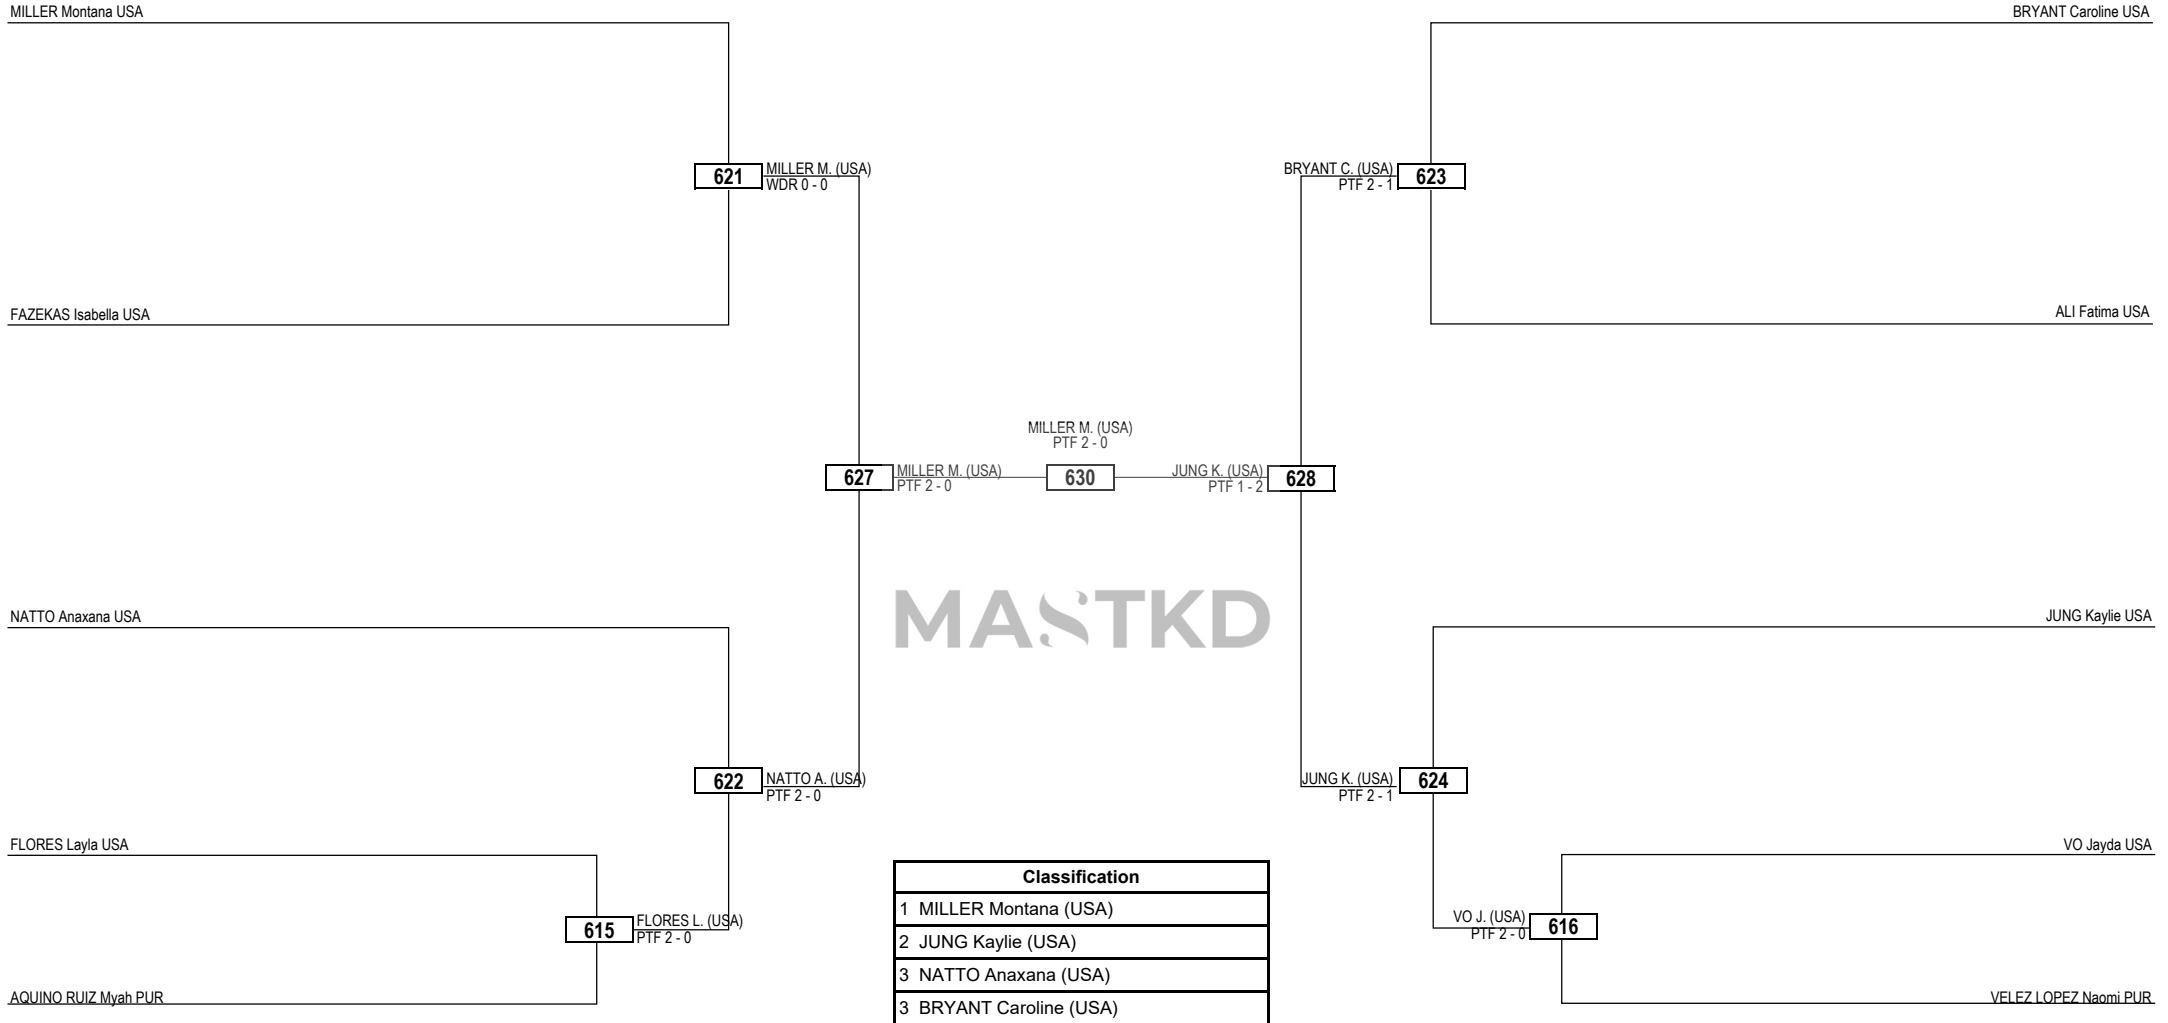 MILLER Montana USA
BRYANT Caroline USA
621
MILLER M. (USA)
WDR 0 - 0
BRYANT C. (USA)
PTF 2 - 1
623
FAZEKAS Isabella USA
ALI Fatima USA
MILLER M. (USA)
PTF 2 - 0
627
MILLER M. (USA)
PTF 2 - 0
630
JUNG K. (USA)
PTF 1 - 2
628
MASTKD
NATTO Anaxana USA
JUNG Kaylie USA
622
NATTO A. (USA)
PTF 2 - 0
JUNG K. (USA)
PTF 2 - 1
624
FLORES Layla USA
VO Jayda USA
615
FLORES L. (USA)
PTF 2 - 0
VO J. (USA)
PTF 2 - 0
616
AQUINO RUIZ Myah PUR
VELEZ LOPEZ Naomi PUR
Classification
1 MILLER Montana (USA)
2 JUNG Kaylie (USA)
3 NATTO Anaxana (USA)
3 BRYANT Caroline (USA)